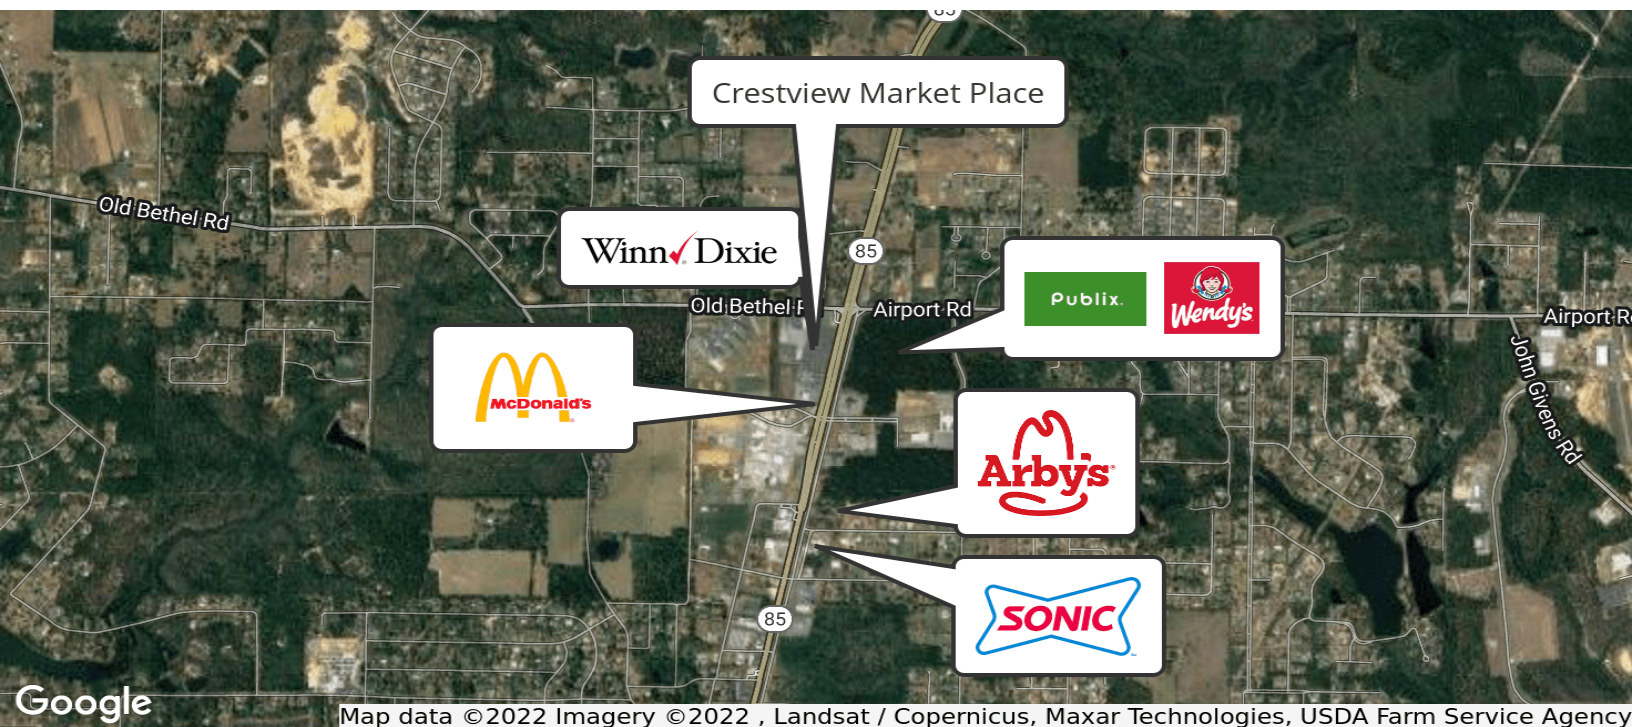 85
Crestview Market Place
Old Bethel Rd
Winn Dixie
85
Publix.
Wendy's
Old Bethel R
Airport Rd
Airport R
John Givens Rd
McDonald's
Arby's
SONIC
85
Google
Map data ©2022 Imagery ©2022 , Landsat / Copernicus, Maxar Technologies, USDA Farm Service Agency